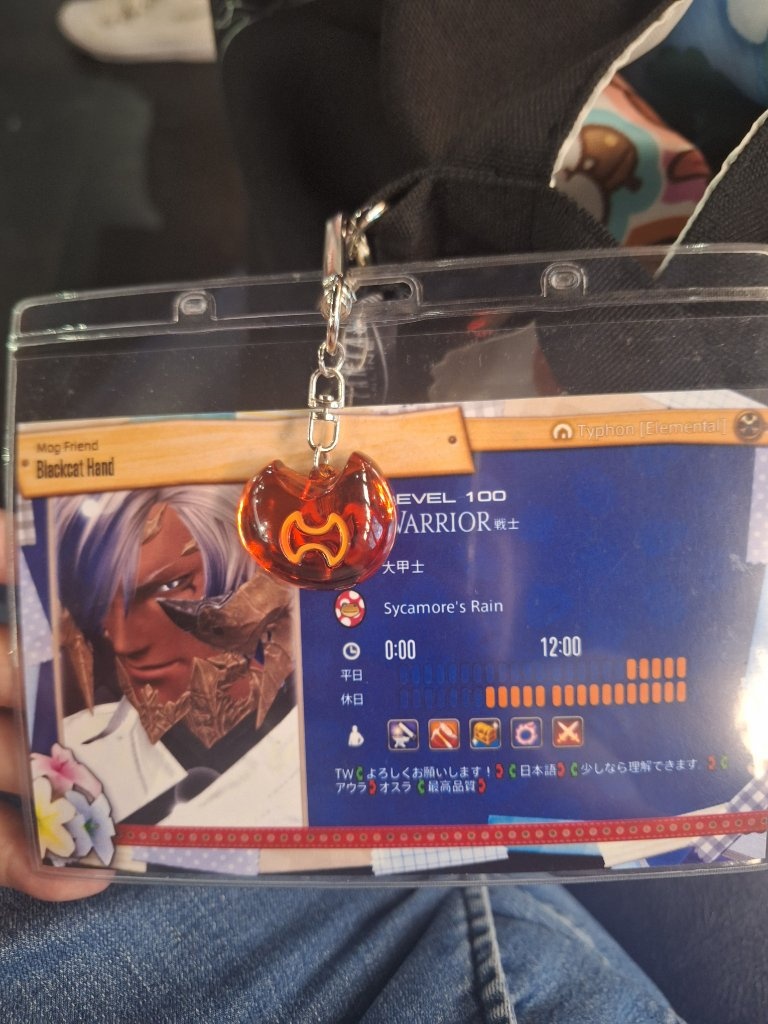 Mog Friend
Blackcat Hand
Typhon [Elemental]
EVEL 100
WARRIOR 戦士
大甲士
Sycamore's Rain
0:00 12:00
平日
休日
TW よろしくお願いします! 日本語 少しなら理解できます.
アウラ オスラ 最高品質